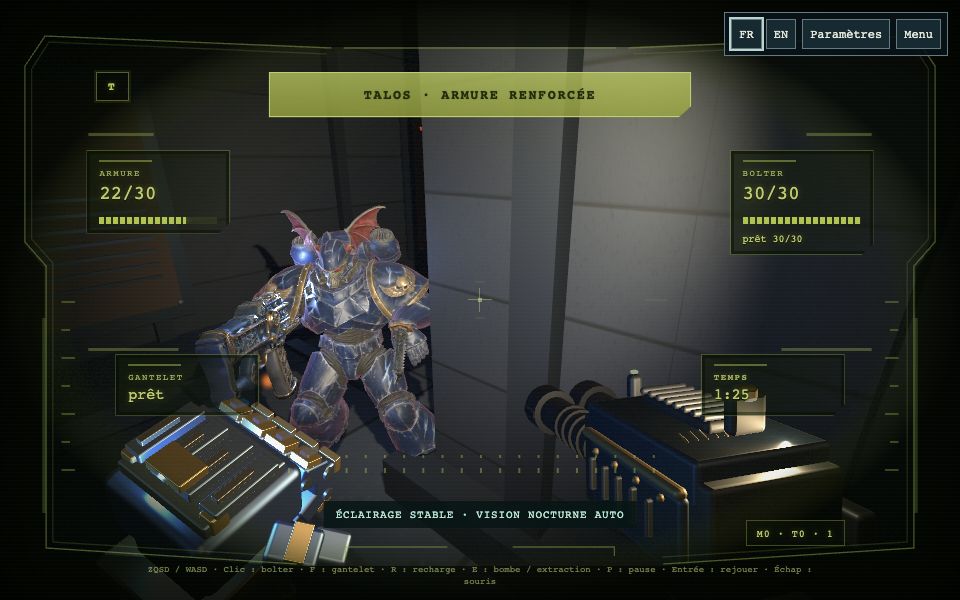 FR EN Paramètres Menu
T
TALOS · ARMURE RENFORCÉE
ARMURE
22/30
BOLTER
30/30
prêt 30/30
GANTELET
prêt
TEMPS
1:25
ÉCLAIRAGE STABLE · VISION NOCTURNE AUTO
M0 · T0 · 1
ZQSD / WASD · Clic : bolter · F : gantelet · R : recharge · E : bombe / extraction · P : pause · Entrée : rejouer · Échap :
souris